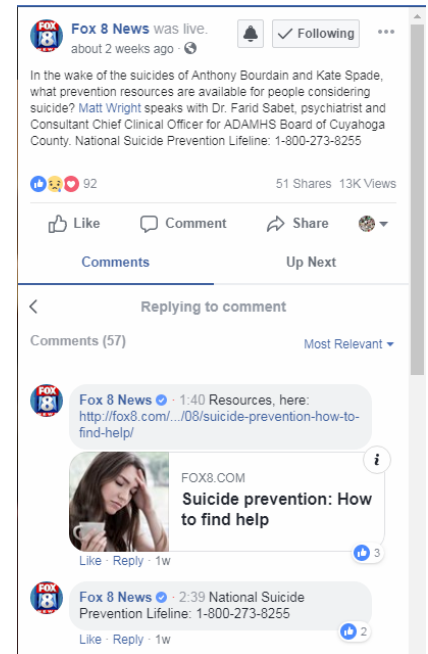 Fox 8 News was live.
about 2 weeks ago ·
Following
In the wake of the suicides of Anthony Bourdain and Kate Spade,
what prevention resources are available for people considering
suicide? Matt Wright speaks with Dr. Farid Sabet, psychiatrist and
Consultant Chief Clinical Officer for ADAMHS Board of Cuyahoga
County. National Suicide Prevention Lifeline: 1-800-273-8255
92
51 Shares 13K Views
Like Comment Share
Comments Up Next
Replying to comment
Comments (57)
Most Relevant
FOX 8
Fox 8 News · 1:40 Resources, here:
http://fox8.com/.../08/suicide-prevention-how-to-
find-help/
FOX8.COM
Suicide prevention: How
to find help
i
3
Like · Reply · 1w
FOX 8
Fox 8 News · 2:39 National Suicide
Prevention Lifeline: 1-800-273-8255
2
Like · Reply · 1w